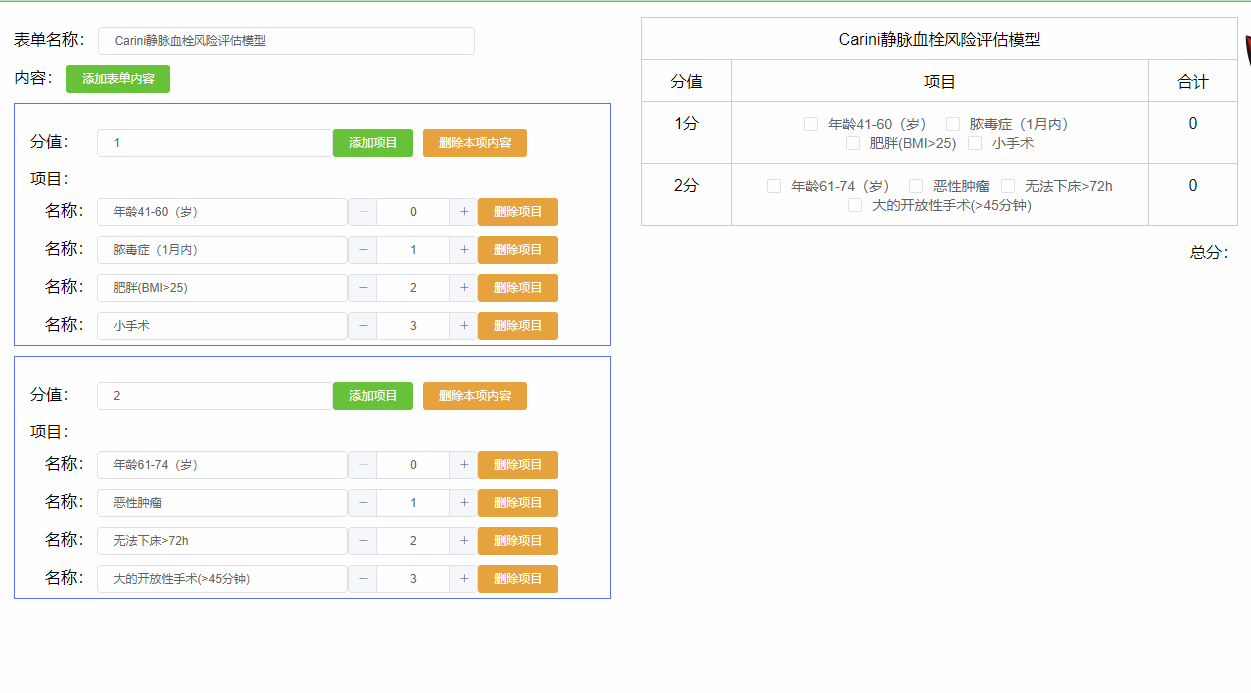 表单名称： Carini静脉血栓风险评估模型
内容： 添加表单内容
分值： 1 添加项目 删除本项内容
项目：
名称： 年龄41-60（岁） － 0 + 删除项目
名称： 脓毒症（1月内） － 1 + 删除项目
名称： 肥胖(BMI>25) － 2 + 删除项目
名称： 小手术 － 3 + 删除项目
分值： 2 添加项目 删除本项内容
项目：
名称： 年龄61-74（岁） － 0 + 删除项目
名称： 恶性肿瘤 － 1 + 删除项目
名称： 无法下床>72h － 2 + 删除项目
名称： 大的开放性手术(>45分钟) － 3 + 删除项目
Carini静脉血栓风险评估模型
分值 项目 合计
1分 年龄41-60（岁） 脓毒症（1月内） 0
肥胖(BMI>25) 小手术
2分 年龄61-74（岁） 恶性肿瘤 无法下床>72h 0
大的开放性手术(>45分钟)
总分：